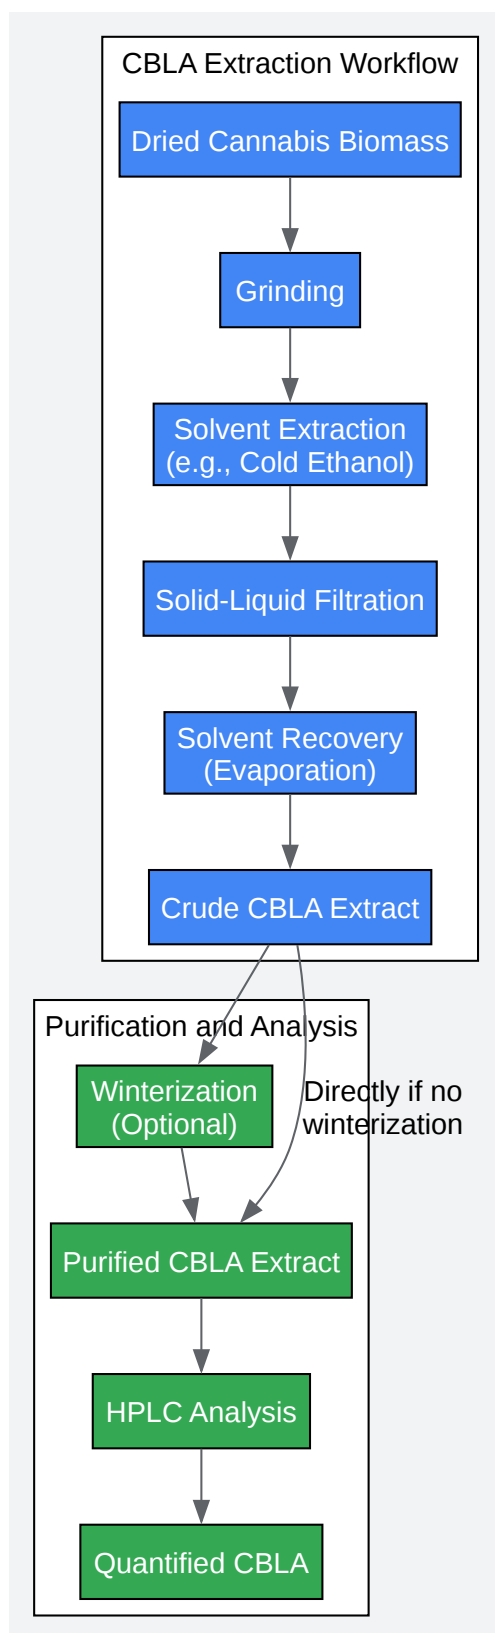 CBLA Extraction Workflow
Dried Cannabis Biomass
Grinding
Solvent Extraction
(e.g., Cold Ethanol)
Solid-Liquid Filtration
Solvent Recovery
(Evaporation)
Crude CBLA Extract
Purification and Analysis
Winterization
(Optional)
Directly if no
winterization
Purified CBLA Extract
HPLC Analysis
Quantified CBLA